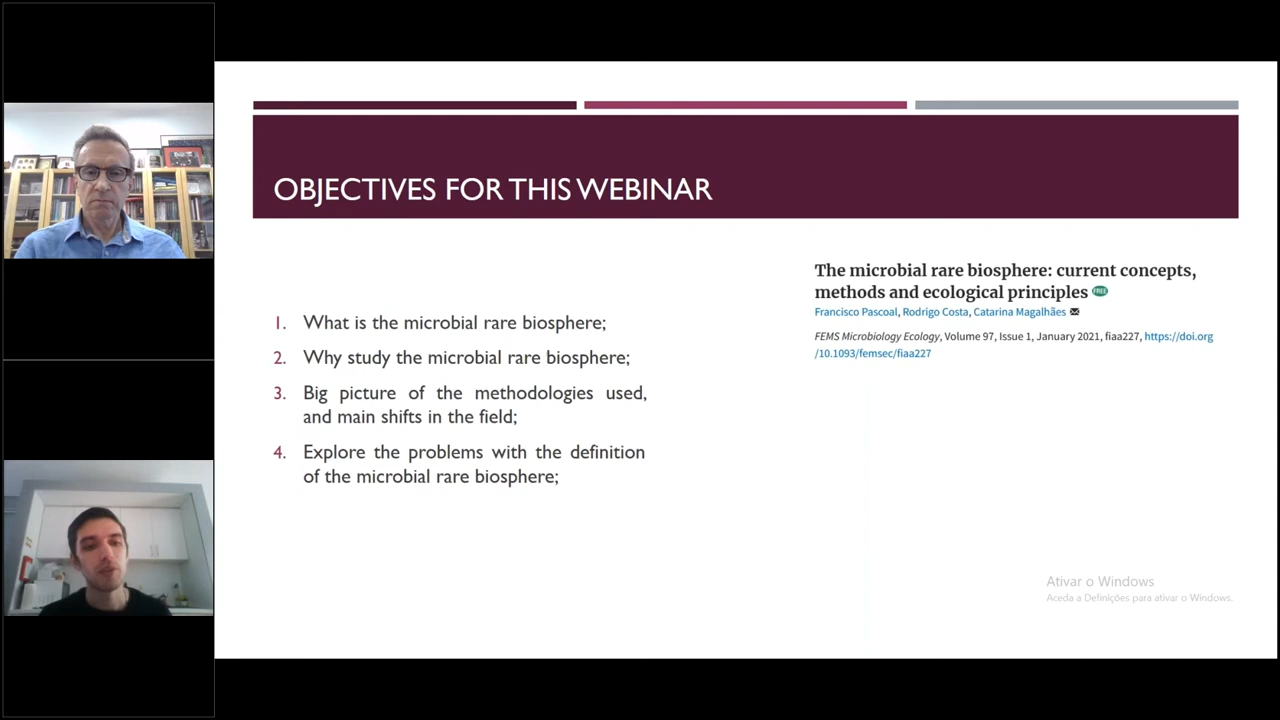 OBJECTIVES FOR THIS WEBINAR
1. What is the microbial rare biosphere;
2. Why study the microbial rare biosphere;
3. Big picture of the methodologies used,
and main shifts in the field;
4. Explore the problems with the definition
of the microbial rare biosphere;
The microbial rare biosphere: current concepts,
methods and ecological principles FREE
Francisco Pascoal, Rodrigo Costa, Catarina Magalhães
FEMS Microbiology Ecology, Volume 97, Issue 1, January 2021, fiaa227, https://doi.org
/10.1093/femsec/fiaa227
Ativar o Windows
Aceda a Definições para ativar o Windows.